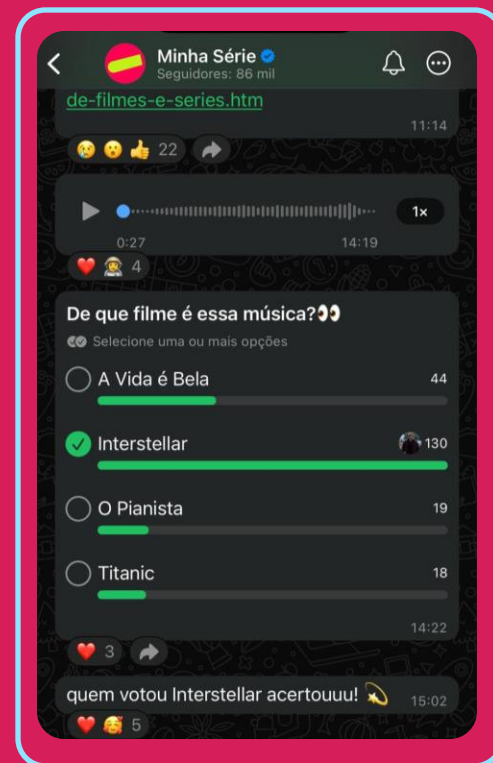 Minha Série
Seguidores: 86 mil
de-filmes-e-series.htm
11:14
22
1×
0:27 14:19
4
De que filme é essa música?👀
Selecione uma ou mais opções
A Vida é Bela 44
Interstellar 130
O Pianista 19
Titanic 18
14:22
3
quem votou Interstellar acertouuu! 💫 15:02
5